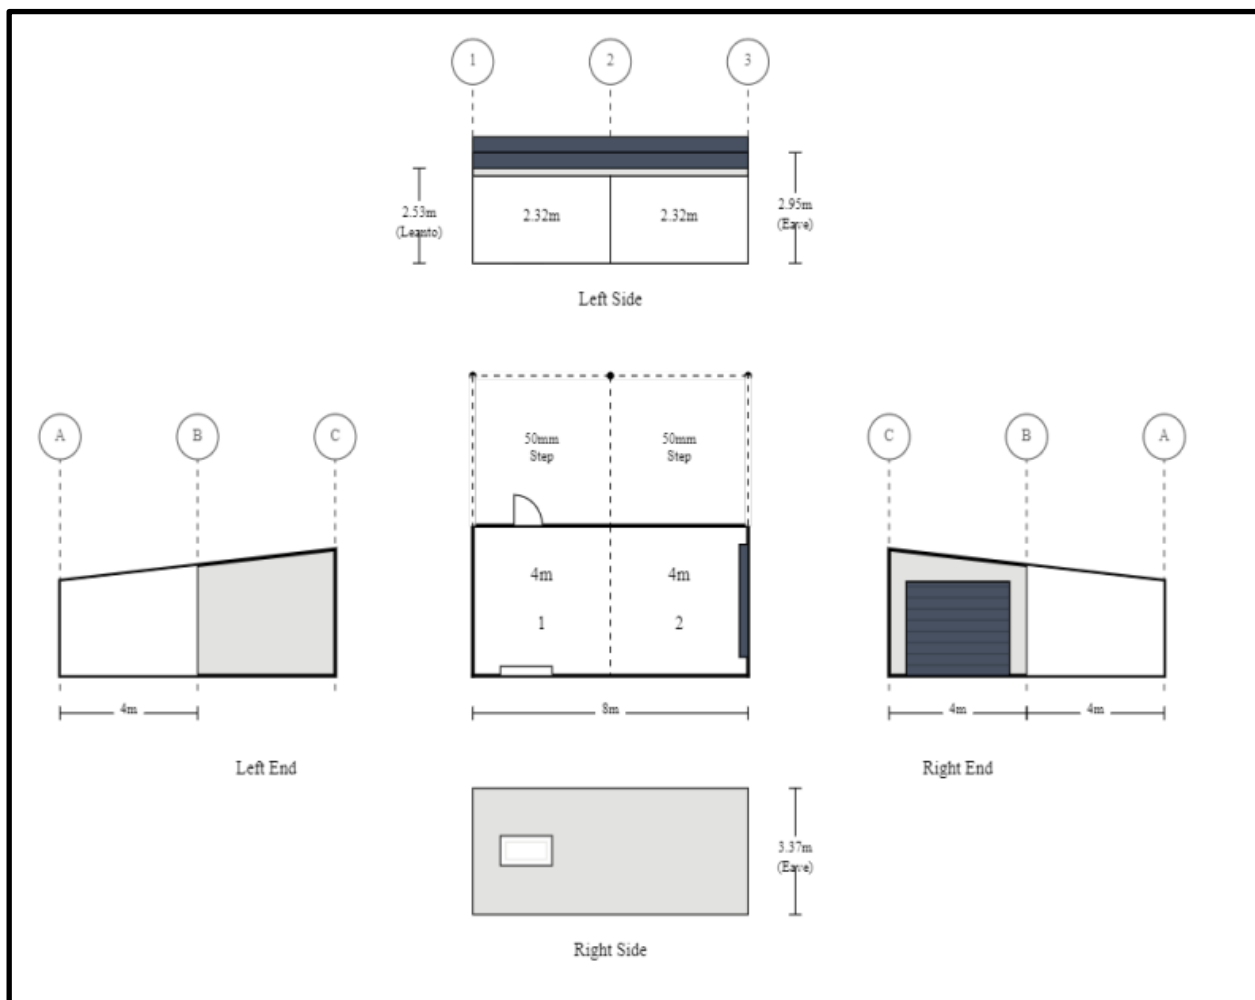 1 2 3
2.53m
(Leanto)
2.32m 2.32m
2.95m
(Eave)
Left Side
50mm
Step
50mm
Step
A B C
C B A
4m 4m
1 2
4m
8m
4m 4m
Left End
Right End
3.37m
(Eave)
Right Side